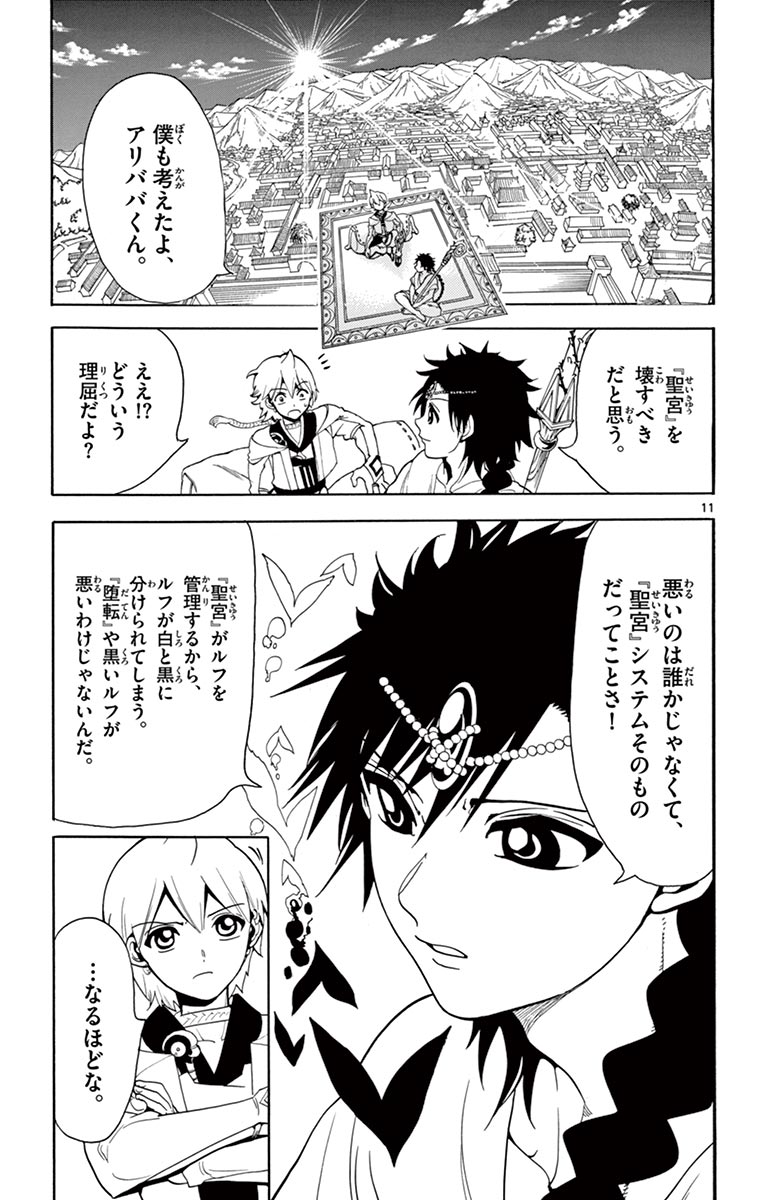 僕も考えたよ、
アリババくん。
『聖宮』を
壊すべき
だと思う。
ええ!?
どういう
理屈だよ?
11
悪いのは誰かじゃなくて、
『聖宮』システムそのもの
だってことさ!
『聖宮』がルフを
管理するから、
ルフが白と黒に
分けられてしまう。
『堕転』や黒いルフが
悪いわけじゃないんだ。
…なるほどな。